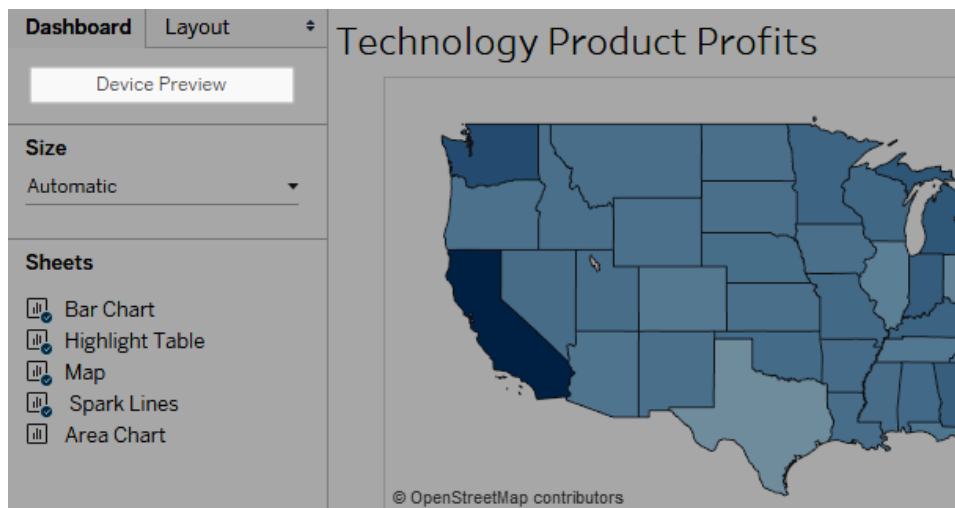 Dashboard
Layout
Technology Product Profits
Device Preview
Size
Automatic
Sheets
Bar Chart
Highlight Table
Map
Spark Lines
Area Chart
© OpenStreetMap contributors